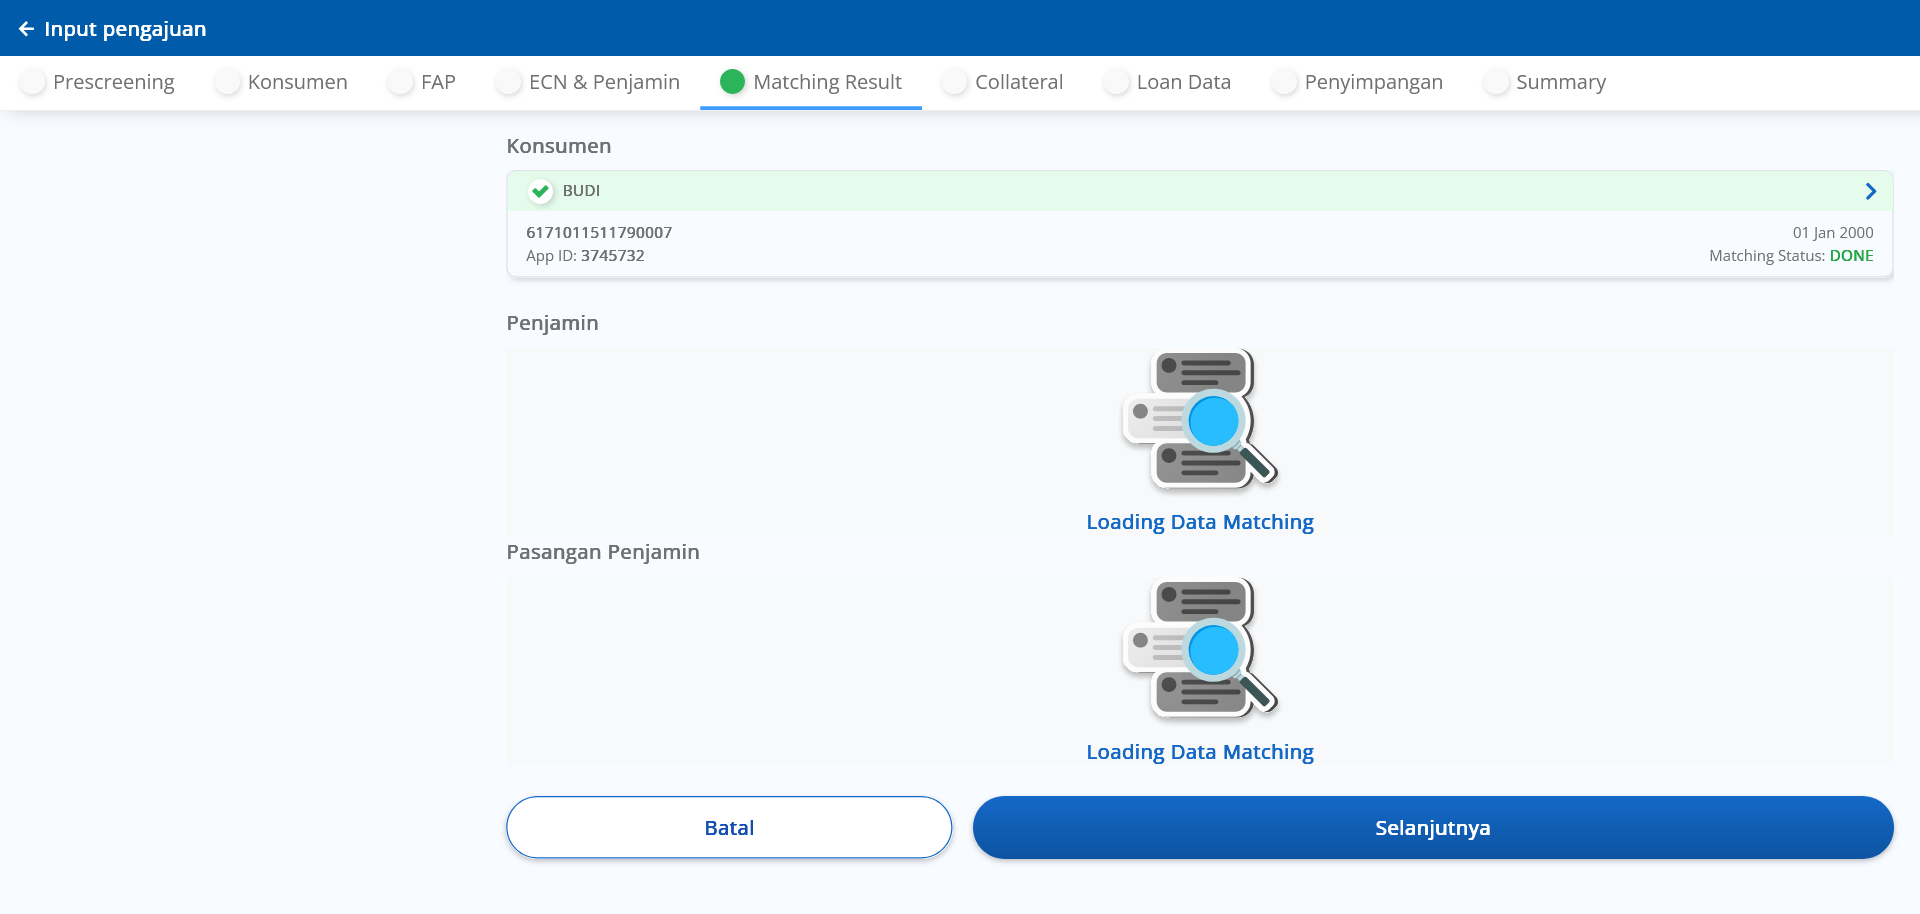 Input pengajuan
Prescreening
Konsumen
FAP
ECN & Penjamin
Matching Result
Collateral
Loan Data
Penyimpangan
Summary
Konsumen
BUDI
6171011511790007
01 Jan 2000
App ID: 3745732
Matching Status: DONE
Penjamin
Loading Data Matching
Pasangan Penjamin
Loading Data Matching
Batal
Selanjutnya